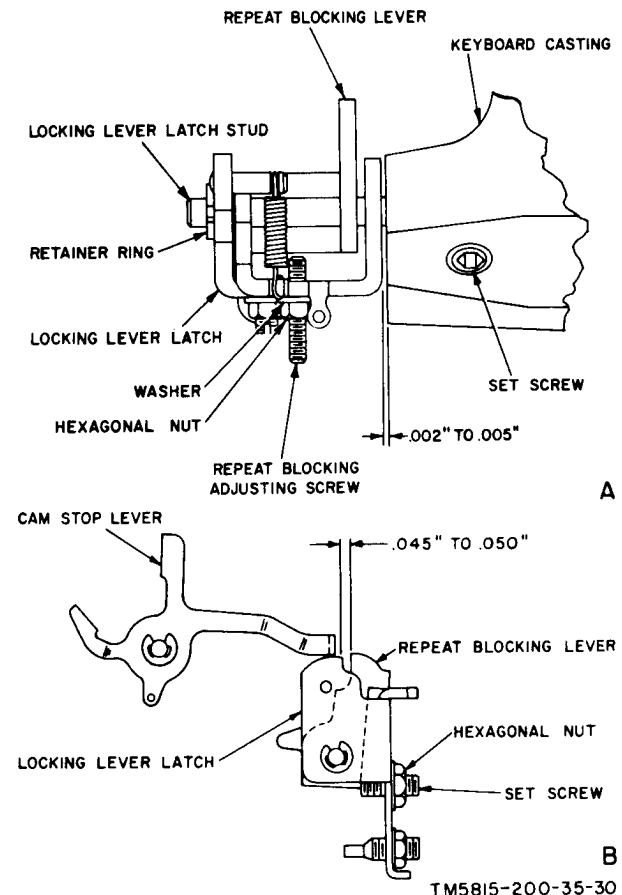 REPEAT BLOCKING LEVER
KEYBOARD CASTING
LOCKING LEVER LATCH STUD
RETAINER RING
LOCKING LEVER LATCH
WASHER
HEXAGONAL NUT
SET SCREW
.002" TO .005"
REPEAT BLOCKING
ADJUSTING SCREW
A
CAM STOP LEVER
.045" TO .050"
REPEAT BLOCKING LEVER
HEXAGONAL NUT
LOCKING LEVER LATCH
SET SCREW
B
TM5815-200-35-30